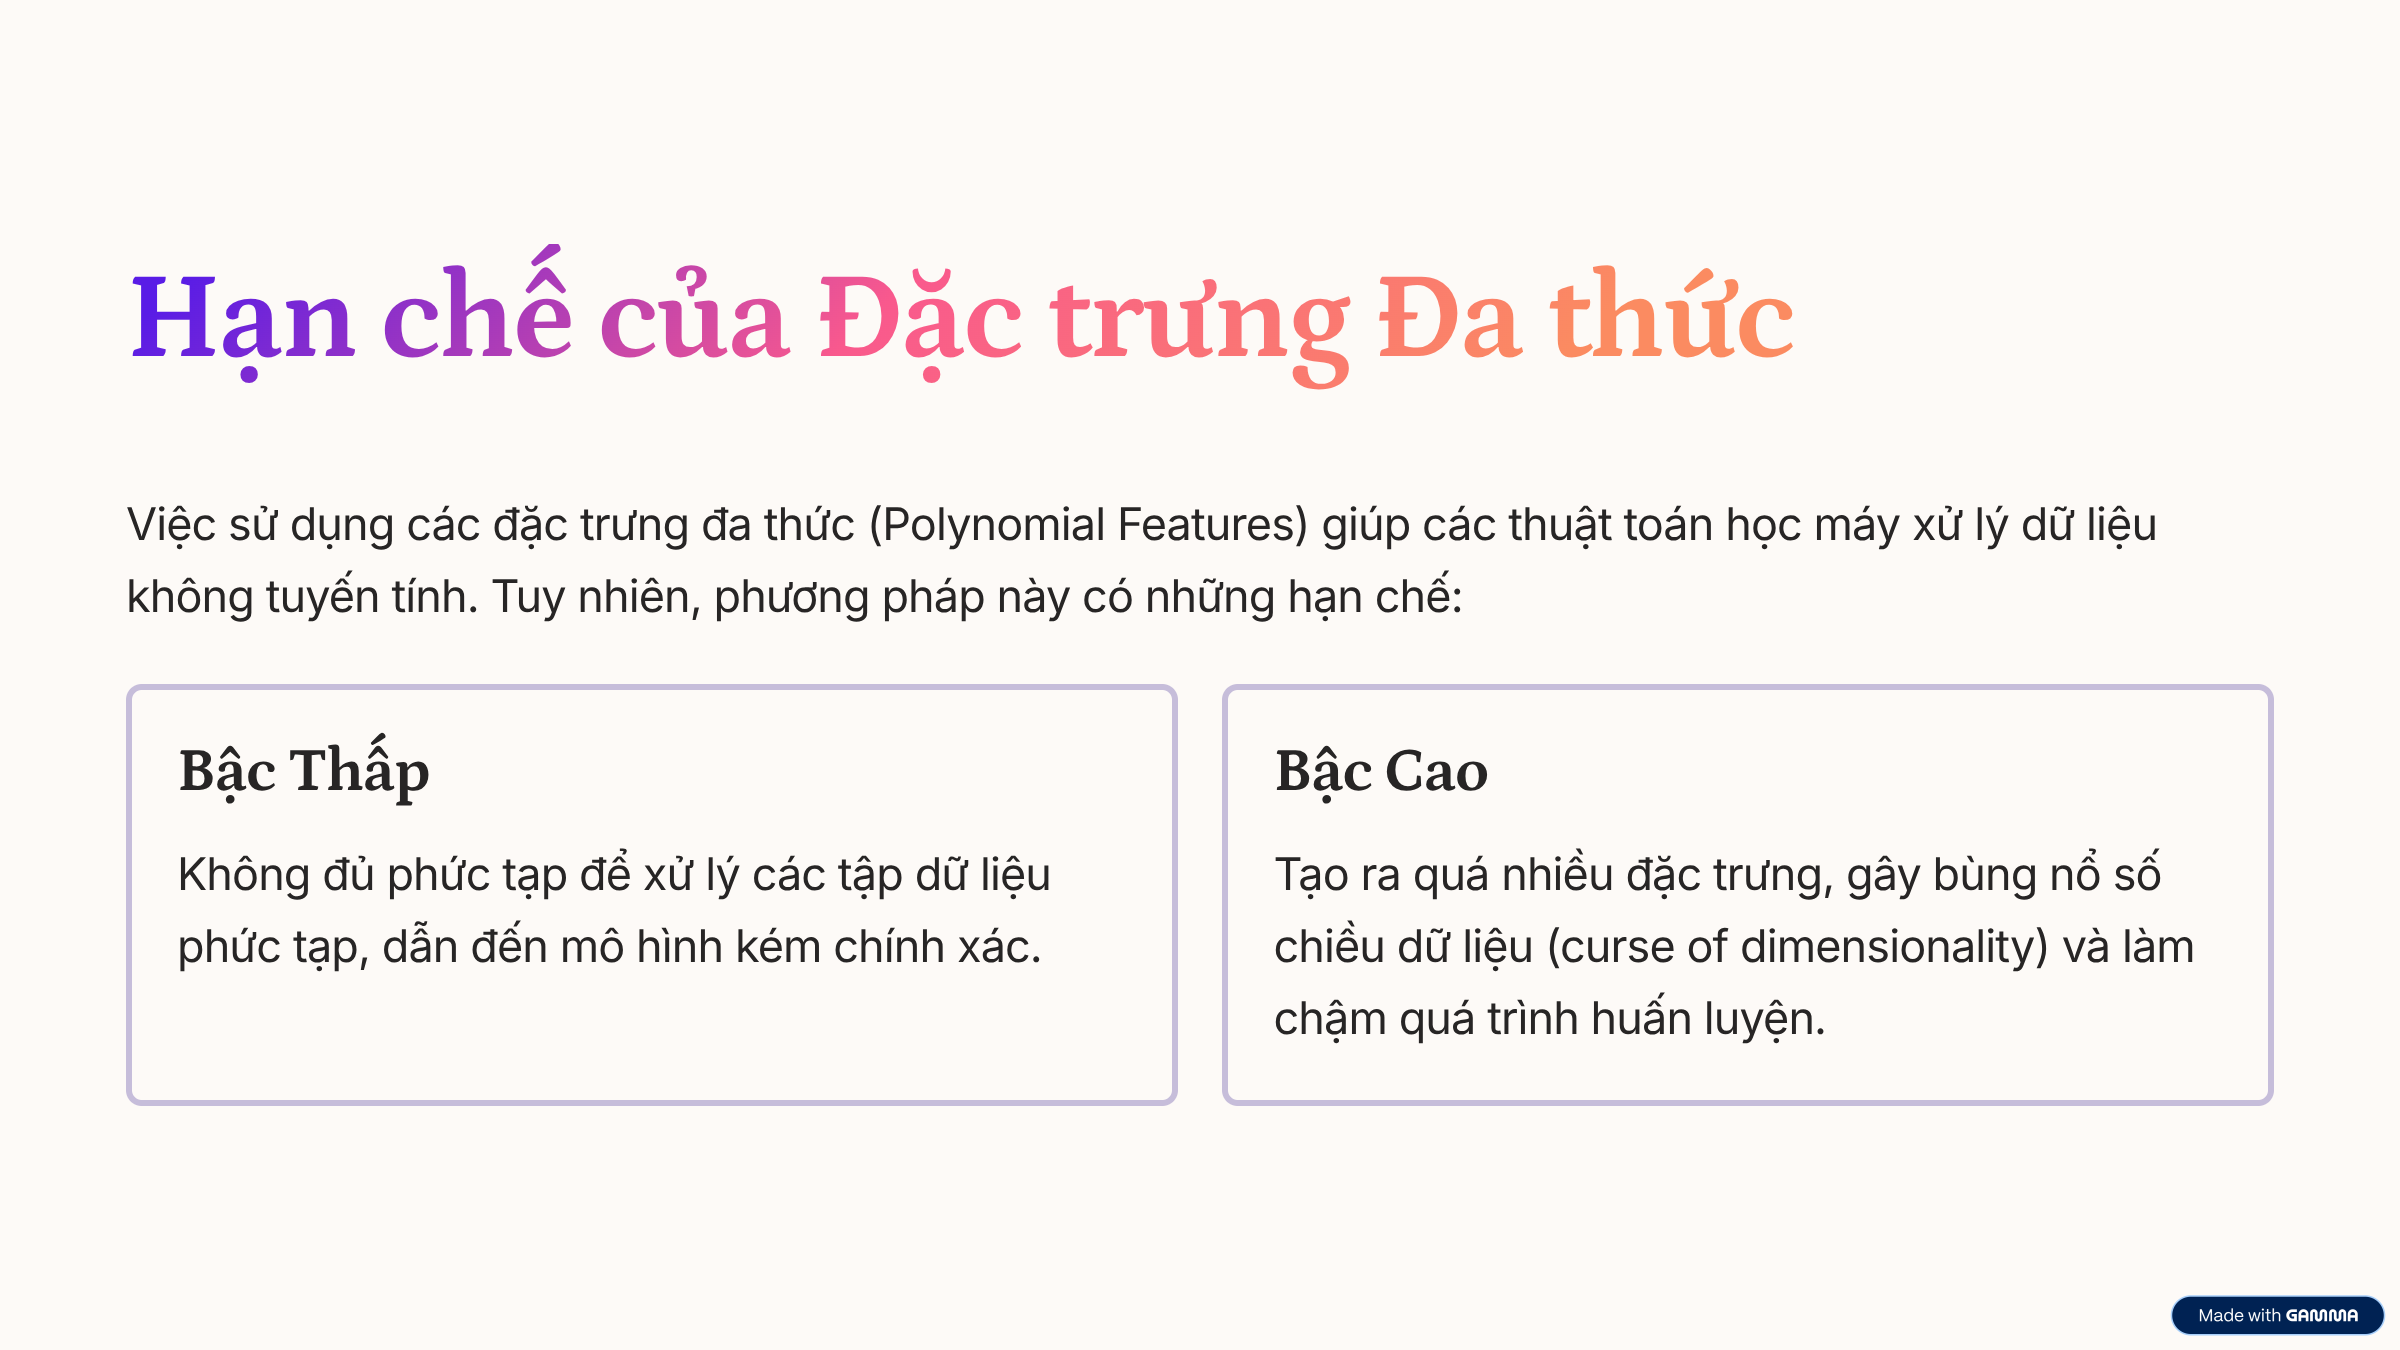 Hạn chế của Đặc trưng Đa thức
Việc sử dụng các đặc trưng đa thức (Polynomial Features) giúp các thuật toán học máy xử lý dữ liệu
không tuyến tính. Tuy nhiên, phương pháp này có những hạn chế:
Bậc Thấp
Không đủ phức tạp để xử lý các tập dữ liệu
phức tạp, dẫn đến mô hình kém chính xác.
Bậc Cao
Tạo ra quá nhiều đặc trưng, gây bùng nổ số
chiều dữ liệu (curse of dimensionality) và làm
chậm quá trình huấn luyện.
Made with GAMMA